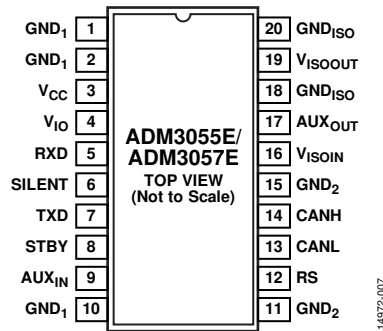 GND1 1
GND1 2
VCC 3
VIO 4
RXD 5
SILENT 6
TXD 7
STBY 8
AUXIN 9
GND1 10
ADM3055E/
ADM3057E
TOP VIEW
(Not to Scale)
20 GNDISO
19 VISOOUT
18 GNDISO
17 AUXOUT
16 VISOIN
15 GND2
14 CANH
13 CANL
12 RS
11 GND2
14972-007